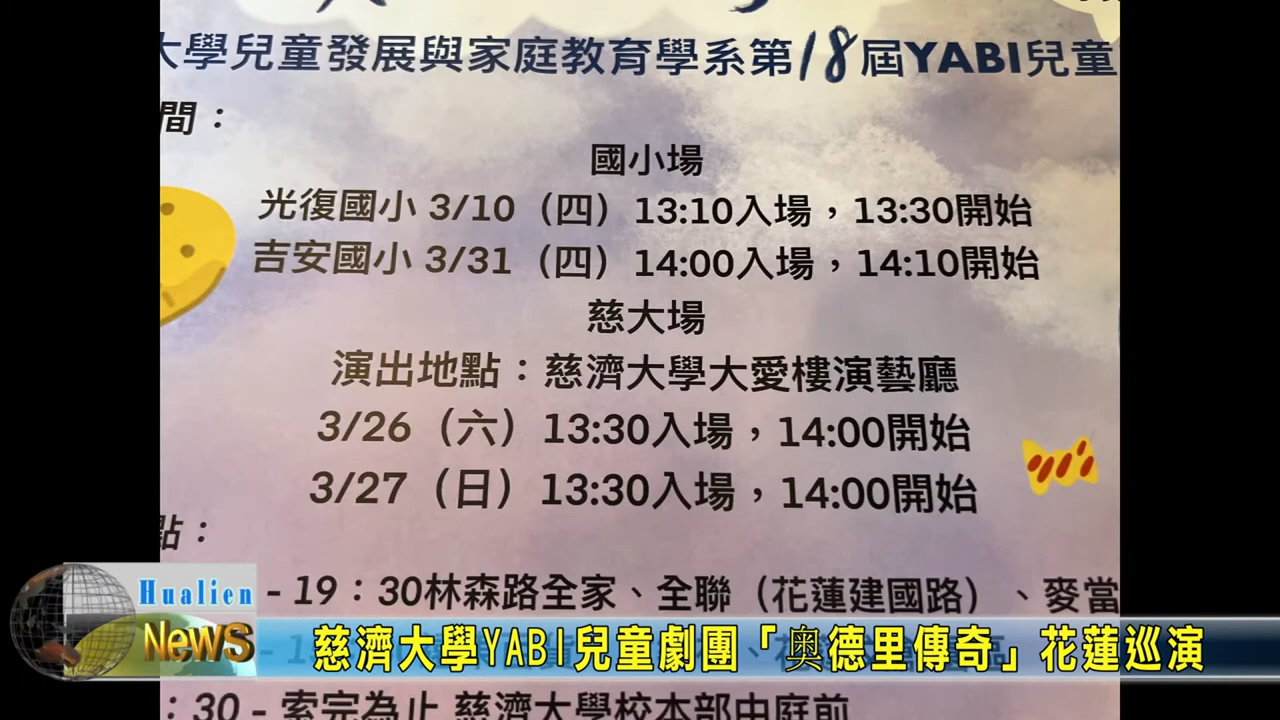 大學兒童發展與家庭教育學系第18屆YABI兒童
間：
國小場
光復國小 3/10（四）13:10入場，13:30開始
吉安國小 3/31（四）14:00入場，14:10開始
慈大場
演出地點：慈濟大學大愛樓演藝廳
3/26（六）13:30入場，14:00開始
3/27（日）13:30入場，14:00開始
點：
- 19：30林森路全家、全聯（花蓮建國路）、麥當
Hualien
News
慈濟大學YABI兒童劇團「奧德里傳奇」花蓮巡演
：30 - 索完為止 慈濟大學校本部中庭前